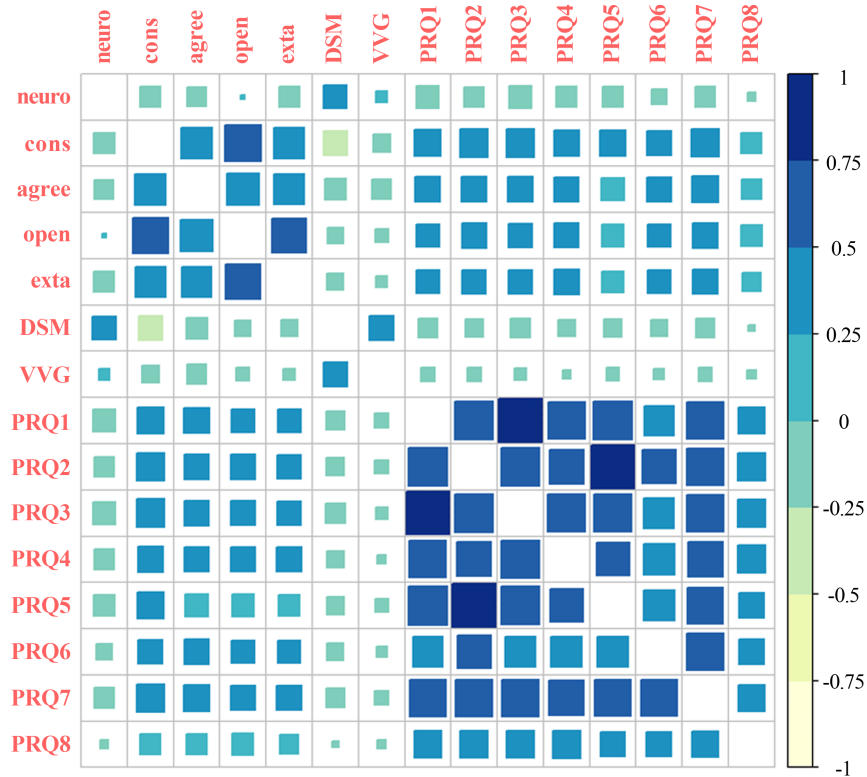 neuro cons agree open exta DSM VVG PRQ1 PRQ2 PRQ3 PRQ4 PRQ5 PRQ6 PRQ7 PRQ8
neuro
cons
agree
open
exta
DSM
VVG
PRQ1
PRQ2
PRQ3
PRQ4
PRQ5
PRQ6
PRQ7
PRQ8
1
0.75
0.5
0.25
0
-0.25
-0.5
-0.75
-1